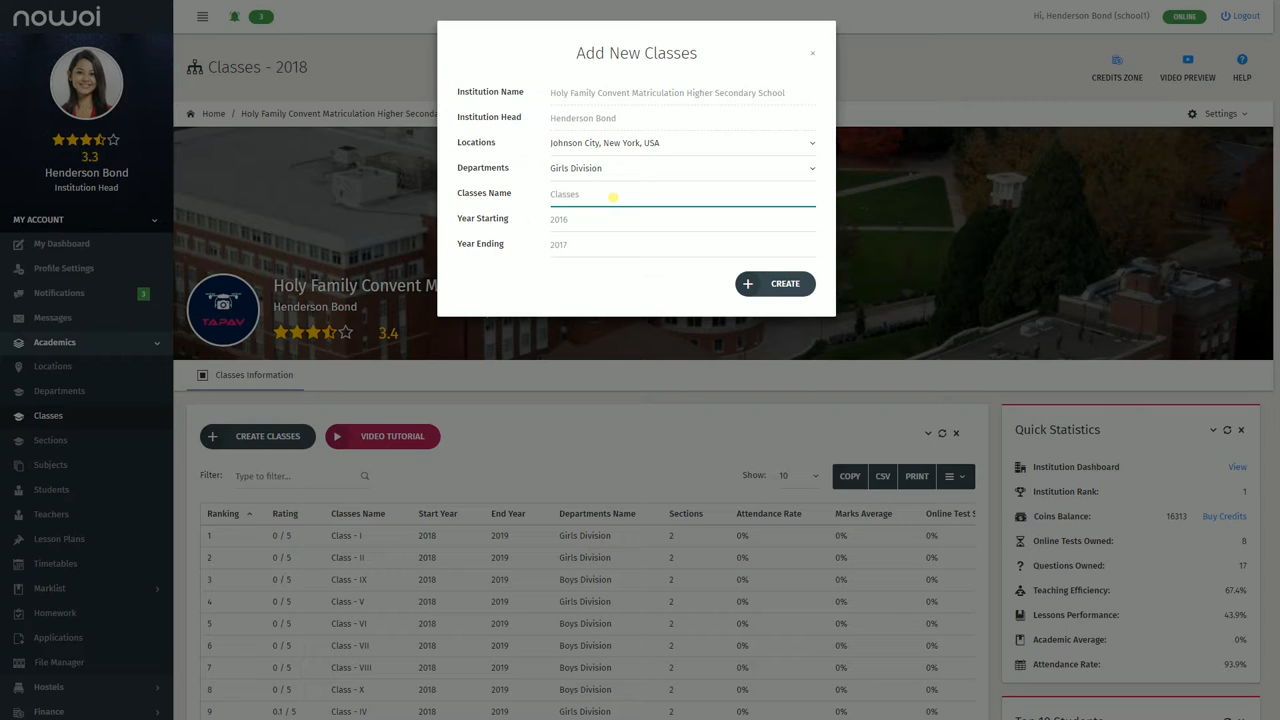 nowoi
3
Hi, Henderson Bond (school1)
ONLINE
Logout
Classes - 2018
CREDITS ZONE
VIDEO PREVIEW
HELP
Home / Holy Family Convent Matriculation Higher Seconda
Settings
Add New Classes
×
Institution Name
Holy Family Convent Matriculation Higher Secondary School
Institution Head
Henderson Bond
Locations
Johnson City, New York, USA
Departments
Girls Division
Classes Name
Classes
Year Starting
2016
Year Ending
2017
+ CREATE
3.3
Henderson Bond
Institution Head
MY ACCOUNT
My Dashboard
Profile Settings
Notifications
3
Messages
Academics
Locations
Departments
Classes
Sections
Subjects
Students
Teachers
Lesson Plans
Timetables
Marklist
Homework
Applications
File Manager
Hostels
Finance
TAPAV
Holy Family Convent M
Henderson Bond
3.4
Classes Information
+ CREATE CLASSES
VIDEO TUTORIAL
Filter:
Type to filter...
Show:
10
COPY
CSV
PRINT
Ranking Rating Classes Name Start Year End Year Departments Name Sections Attendance Rate Marks Average Online Test S
1 0 / 5 Class - I 2018 2019 Girls Division 2 0% 0% 0%
2 0 / 5 Class - II 2018 2019 Girls Division 2 0% 0% 0%
3 0 / 5 Class - IX 2018 2019 Boys Division 2 0% 0% 0%
4 0 / 5 Class - V 2018 2019 Girls Division 2 0% 0% 0%
5 0 / 5 Class - VI 2018 2019 Boys Division 2 0% 0% 0%
6 0 / 5 Class - VII 2018 2019 Boys Division 2 0% 0% 0%
7 0 / 5 Class - VIII 2018 2019 Boys Division 2 0% 0% 0%
8 0 / 5 Class - X 2018 2019 Boys Division 2 0% 0% 0%
9 0.1 / 5 Class - IV 2018 2019 Girls Division 2 0% 0% 0%
Quick Statistics
Institution Dashboard View
Institution Rank: 1
Coins Balance: 16313 Buy Credits
Online Tests Owned: 8
Questions Owned: 17
Teaching Efficiency: 67.4%
Lessons Performance: 43.9%
Academic Average: 0%
Attendance Rate: 93.9%
Top 10 Students